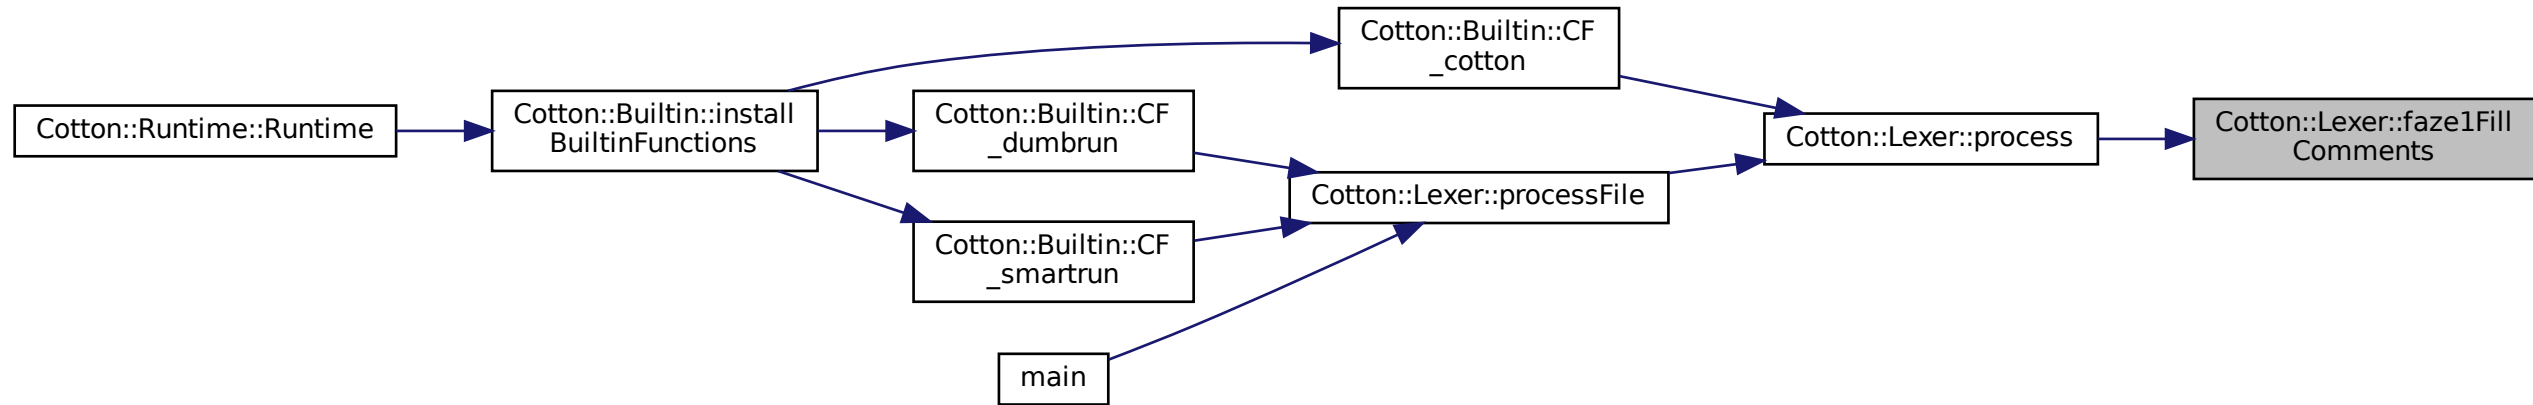 Cotton::Runtime::Runtime
Cotton::Builtin::install
BuiltinFunctions
Cotton::Builtin::CF
_cotton
Cotton::Builtin::CF
_dumbrun
Cotton::Builtin::CF
_smartrun
main
Cotton::Lexer::processFile
Cotton::Lexer::process
Cotton::Lexer::faze1Fill
Comments